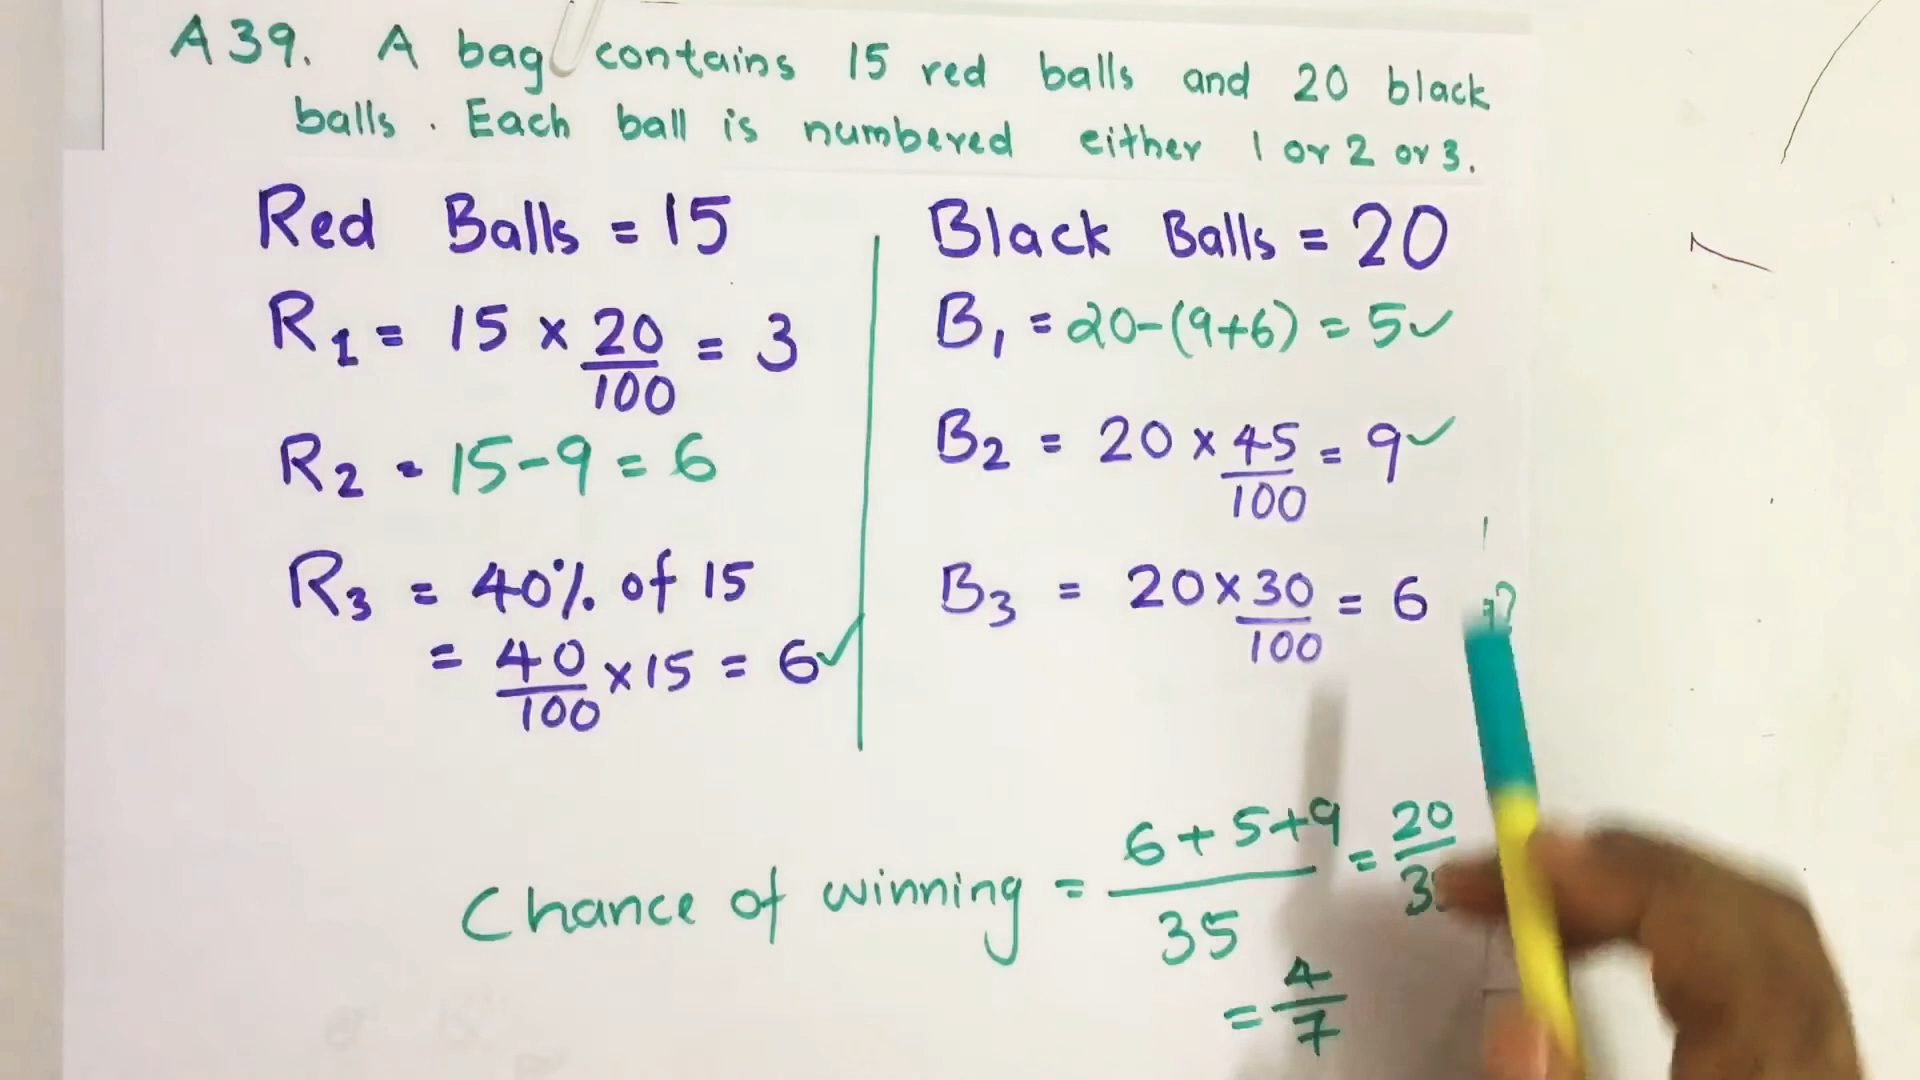 A39. A bag contains 15 red balls and 20 black
balls. Each ball is numbered either 1 or 2 or 3.
Red Balls = 15
R1 = 15 × 20/100 = 3
R2 = 15-9 = 6
R3 = 40% of 15
= 40/100 × 15 = 6✓
Black Balls = 20
B1 = 20-(9+6) = 5✓
B2 = 20 × 45/100 = 9✓
B3 = 20 × 30/100 = 6
Chance of winning = 6+5+9/35 = 20/
= 4/7